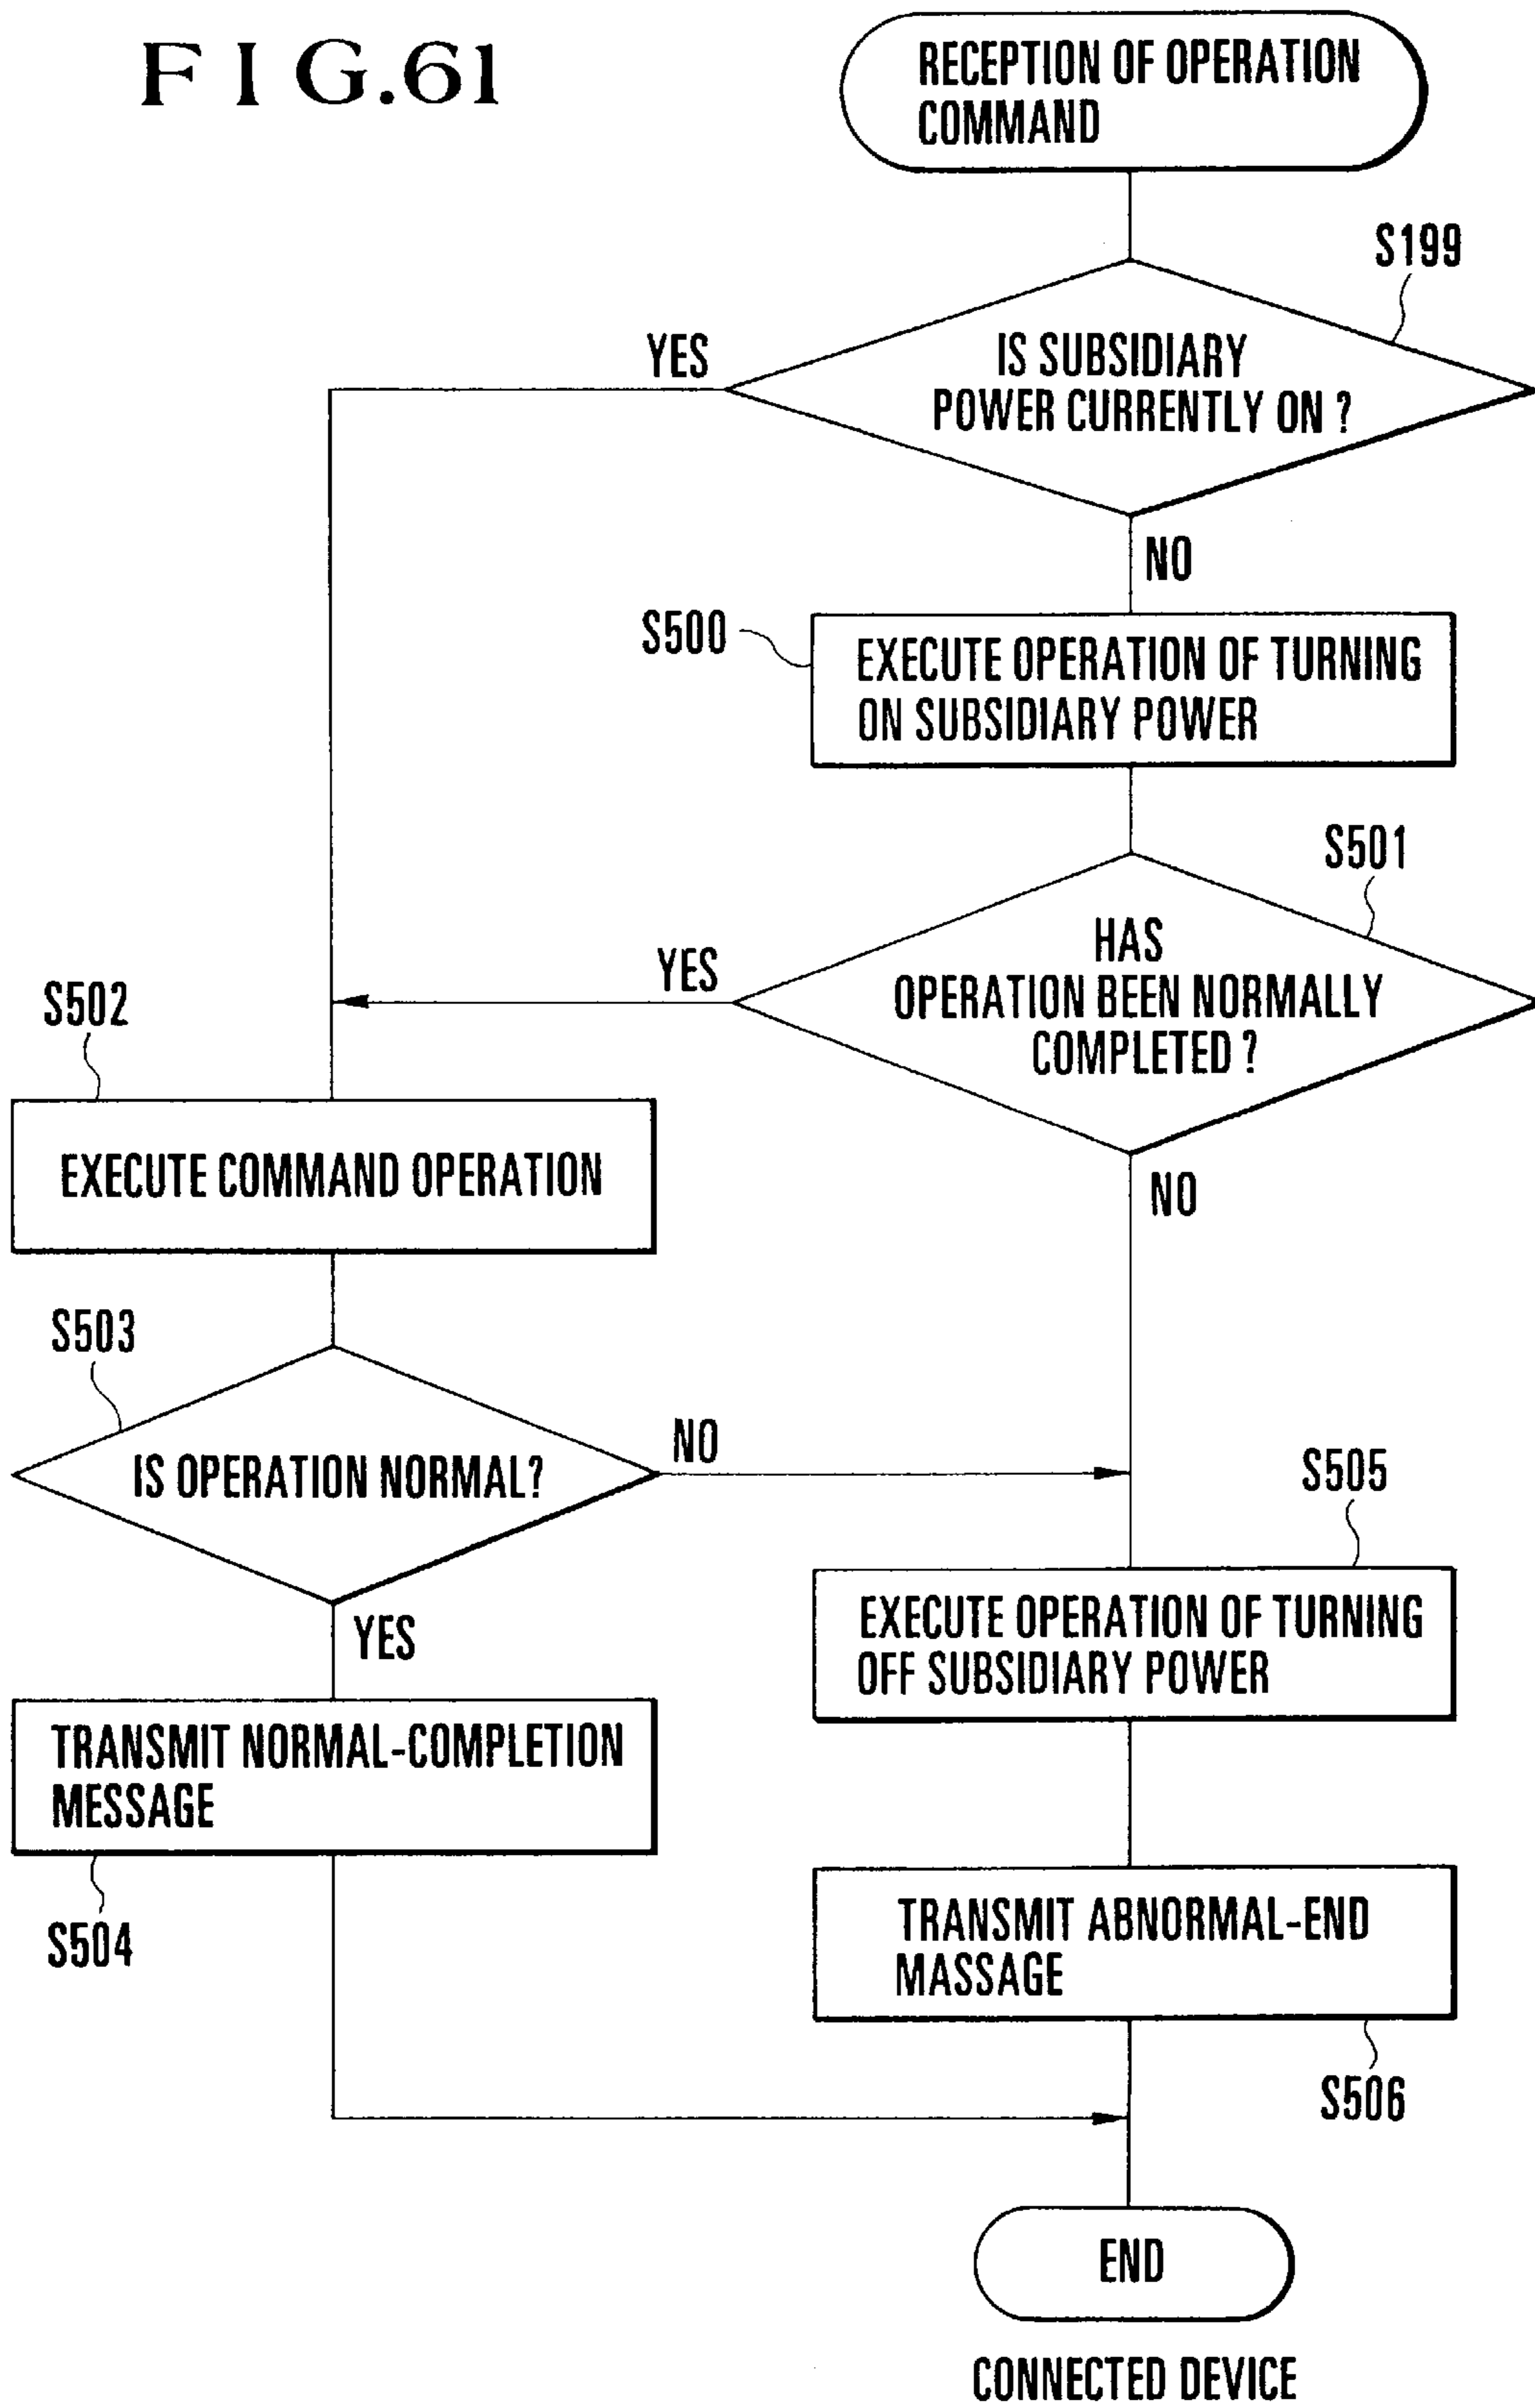 FIG.61
RECEPTION OF OPERATION
COMMAND
S199
YES
IS SUBSIDIARY
POWER CURRENTLY ON ?
NO
S500
EXECUTE OPERATION OF TURNING
ON SUBSIDIARY POWER
S501
YES
HAS
OPERATION BEEN NORMALLY
COMPLETED ?
NO
S502
EXECUTE COMMAND OPERATION
S503
IS OPERATION NORMAL?
NO
YES
S505
EXECUTE OPERATION OF TURNING
OFF SUBSIDIARY POWER
TRANSMIT NORMAL-COMPLETION
MESSAGE
S504
TRANSMIT ABNORMAL-END
MASSAGE
S506
END
CONNECTED DEVICE